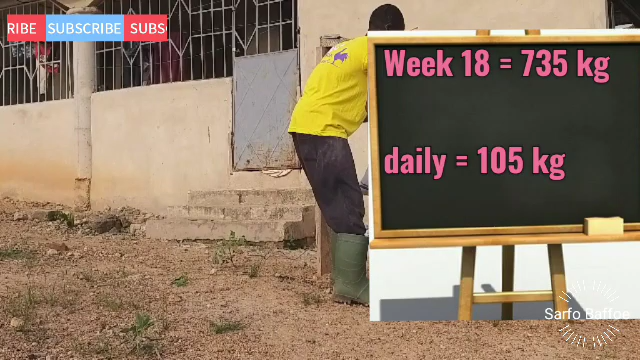 RIBE SUBSCRIBE SUBS
Week 18 = 735 kg
daily = 105 kg
Sarfo Baffoe